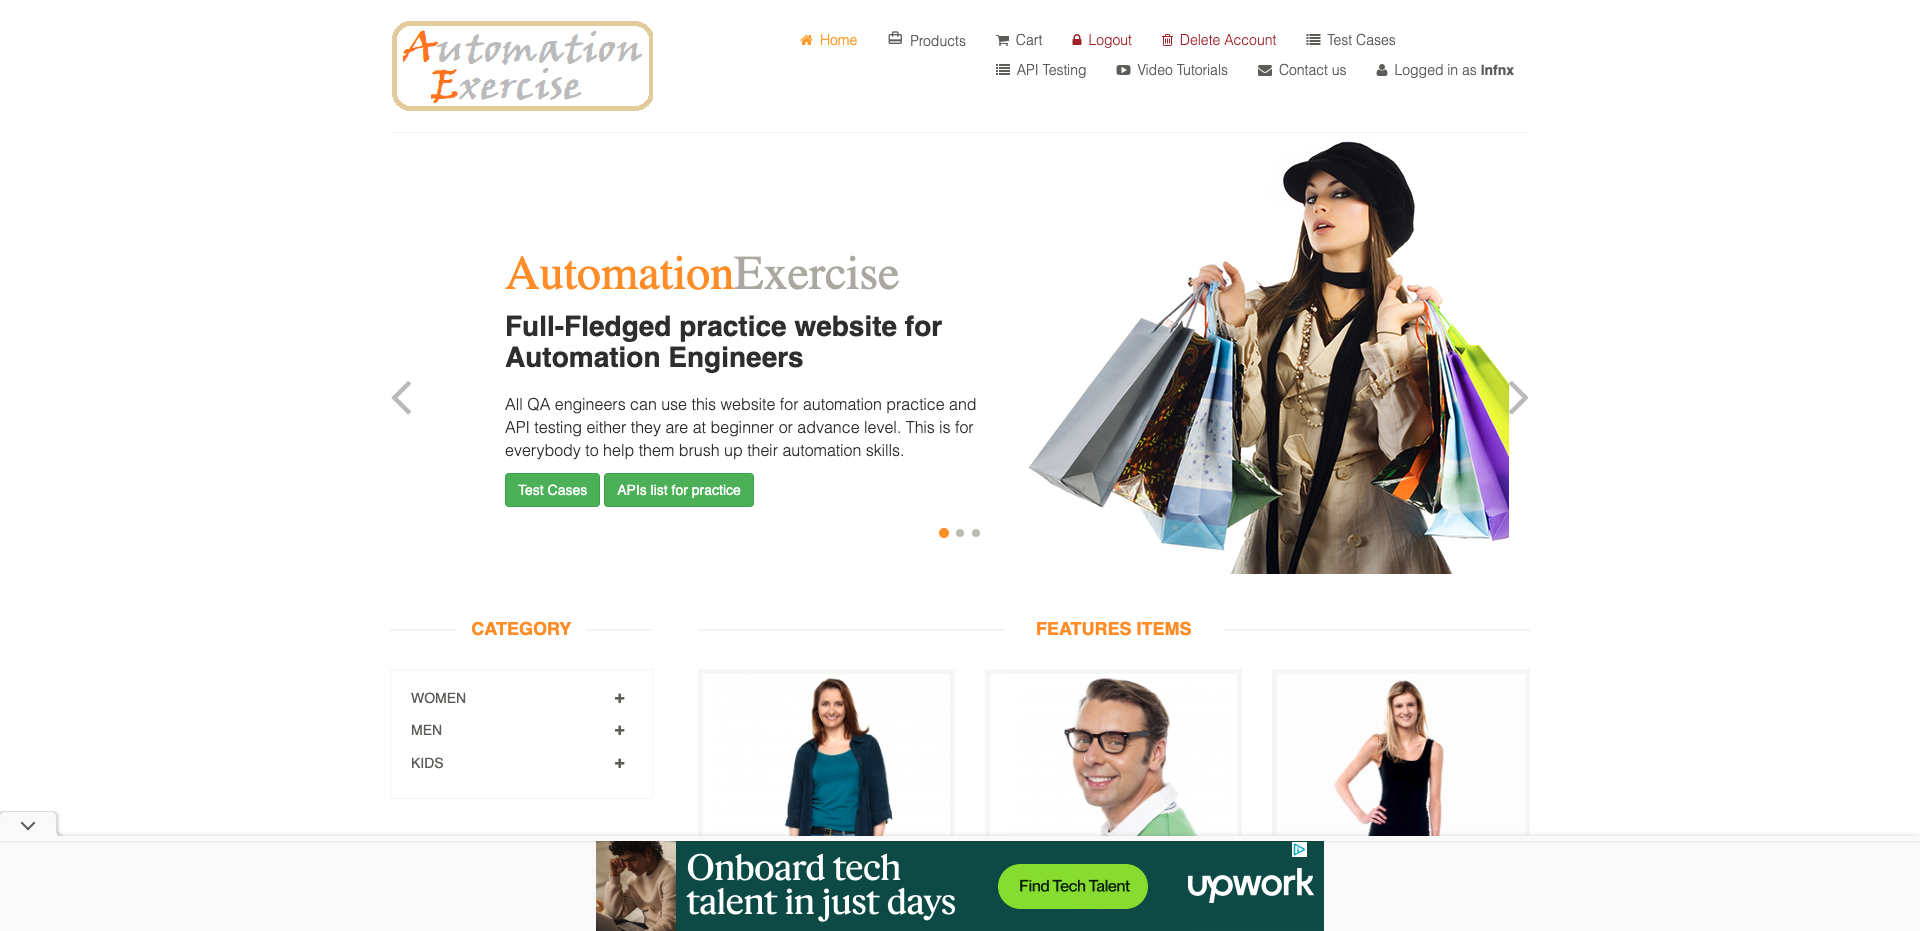 Automation
Exercise
Home
Products
Cart
Logout
Delete Account
Test Cases
API Testing
Video Tutorials
Contact us
Logged in as lnfnx
AutomationExercise
Full-Fledged practice website for
Automation Engineers
All QA engineers can use this website for automation practice and
API testing either they are at beginner or advance level. This is for
everybody to help them brush up their automation skills.
Test Cases
APIs list for practice
CATEGORY
WOMEN
MEN
KIDS
FEATURES ITEMS
Onboard tech
talent in just days
Find Tech Talent
upwork